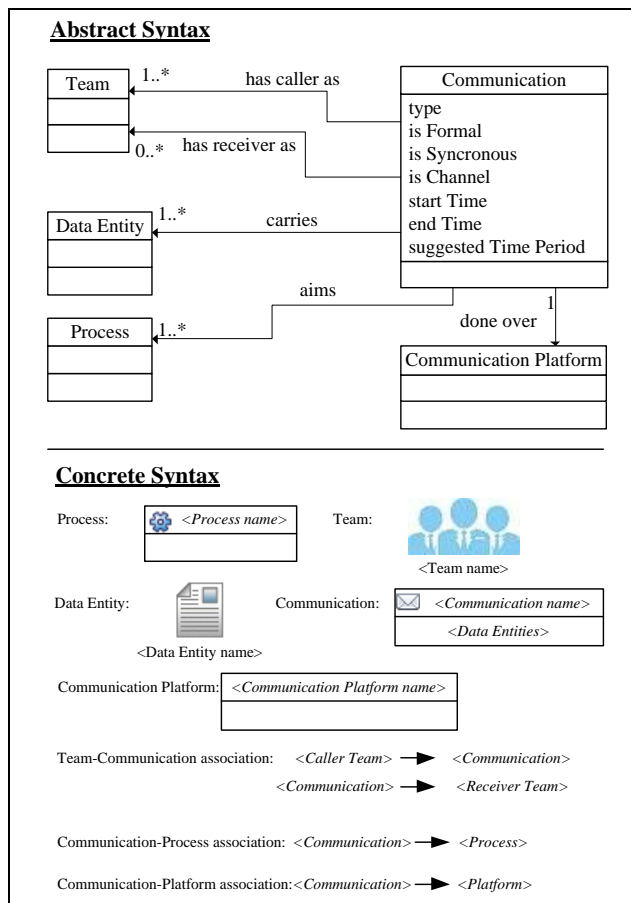 Abstract Syntax
Team
1..*
has caller as
Communication
type
is Formal
is Syncronous
is Channel
start Time
end Time
suggested Time Period
0..*
has receiver as
Data Entity
1..*
carries
aims
Process
1..*
1
done over
Communication Platform
Concrete Syntax
Process: <Process name>
Team:
<Team name>
Data Entity:
<Data Entity name>
Communication: <Communication name>
<Data Entities>
Communication Platform: <Communication Platform name>
Team-Communication association: <Caller Team> <Communication>
<Communication> <Receiver Team>
Communication-Process association: <Communication> <Process>
Communication-Platform association:<Communication> <Platform>